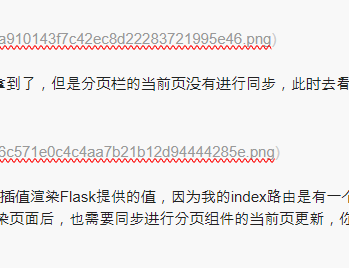 a910143f7c42ec8d22283721995e46.png)
拿到了，但是分页栏的当前页没有进行同步，此时去看
6c571e0c4c4aa7b21b12d94444285e.png)
插值渲染Flask提供的值，因为我的index路由是有一个
染页面后，也需要同步进行分页组件的当前页更新，你